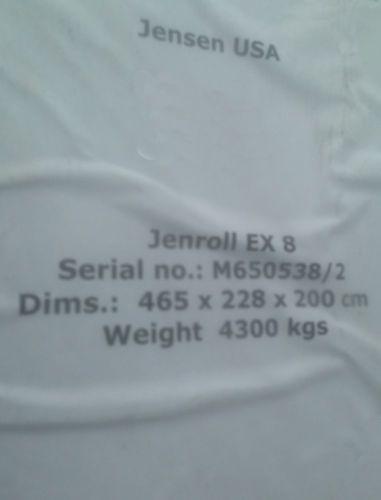 Jensen USA
Jenroll EX 8
Serial no.: M650538/2
Dims.: 465 x 228 x 200 cm
Weight 4300 kgs